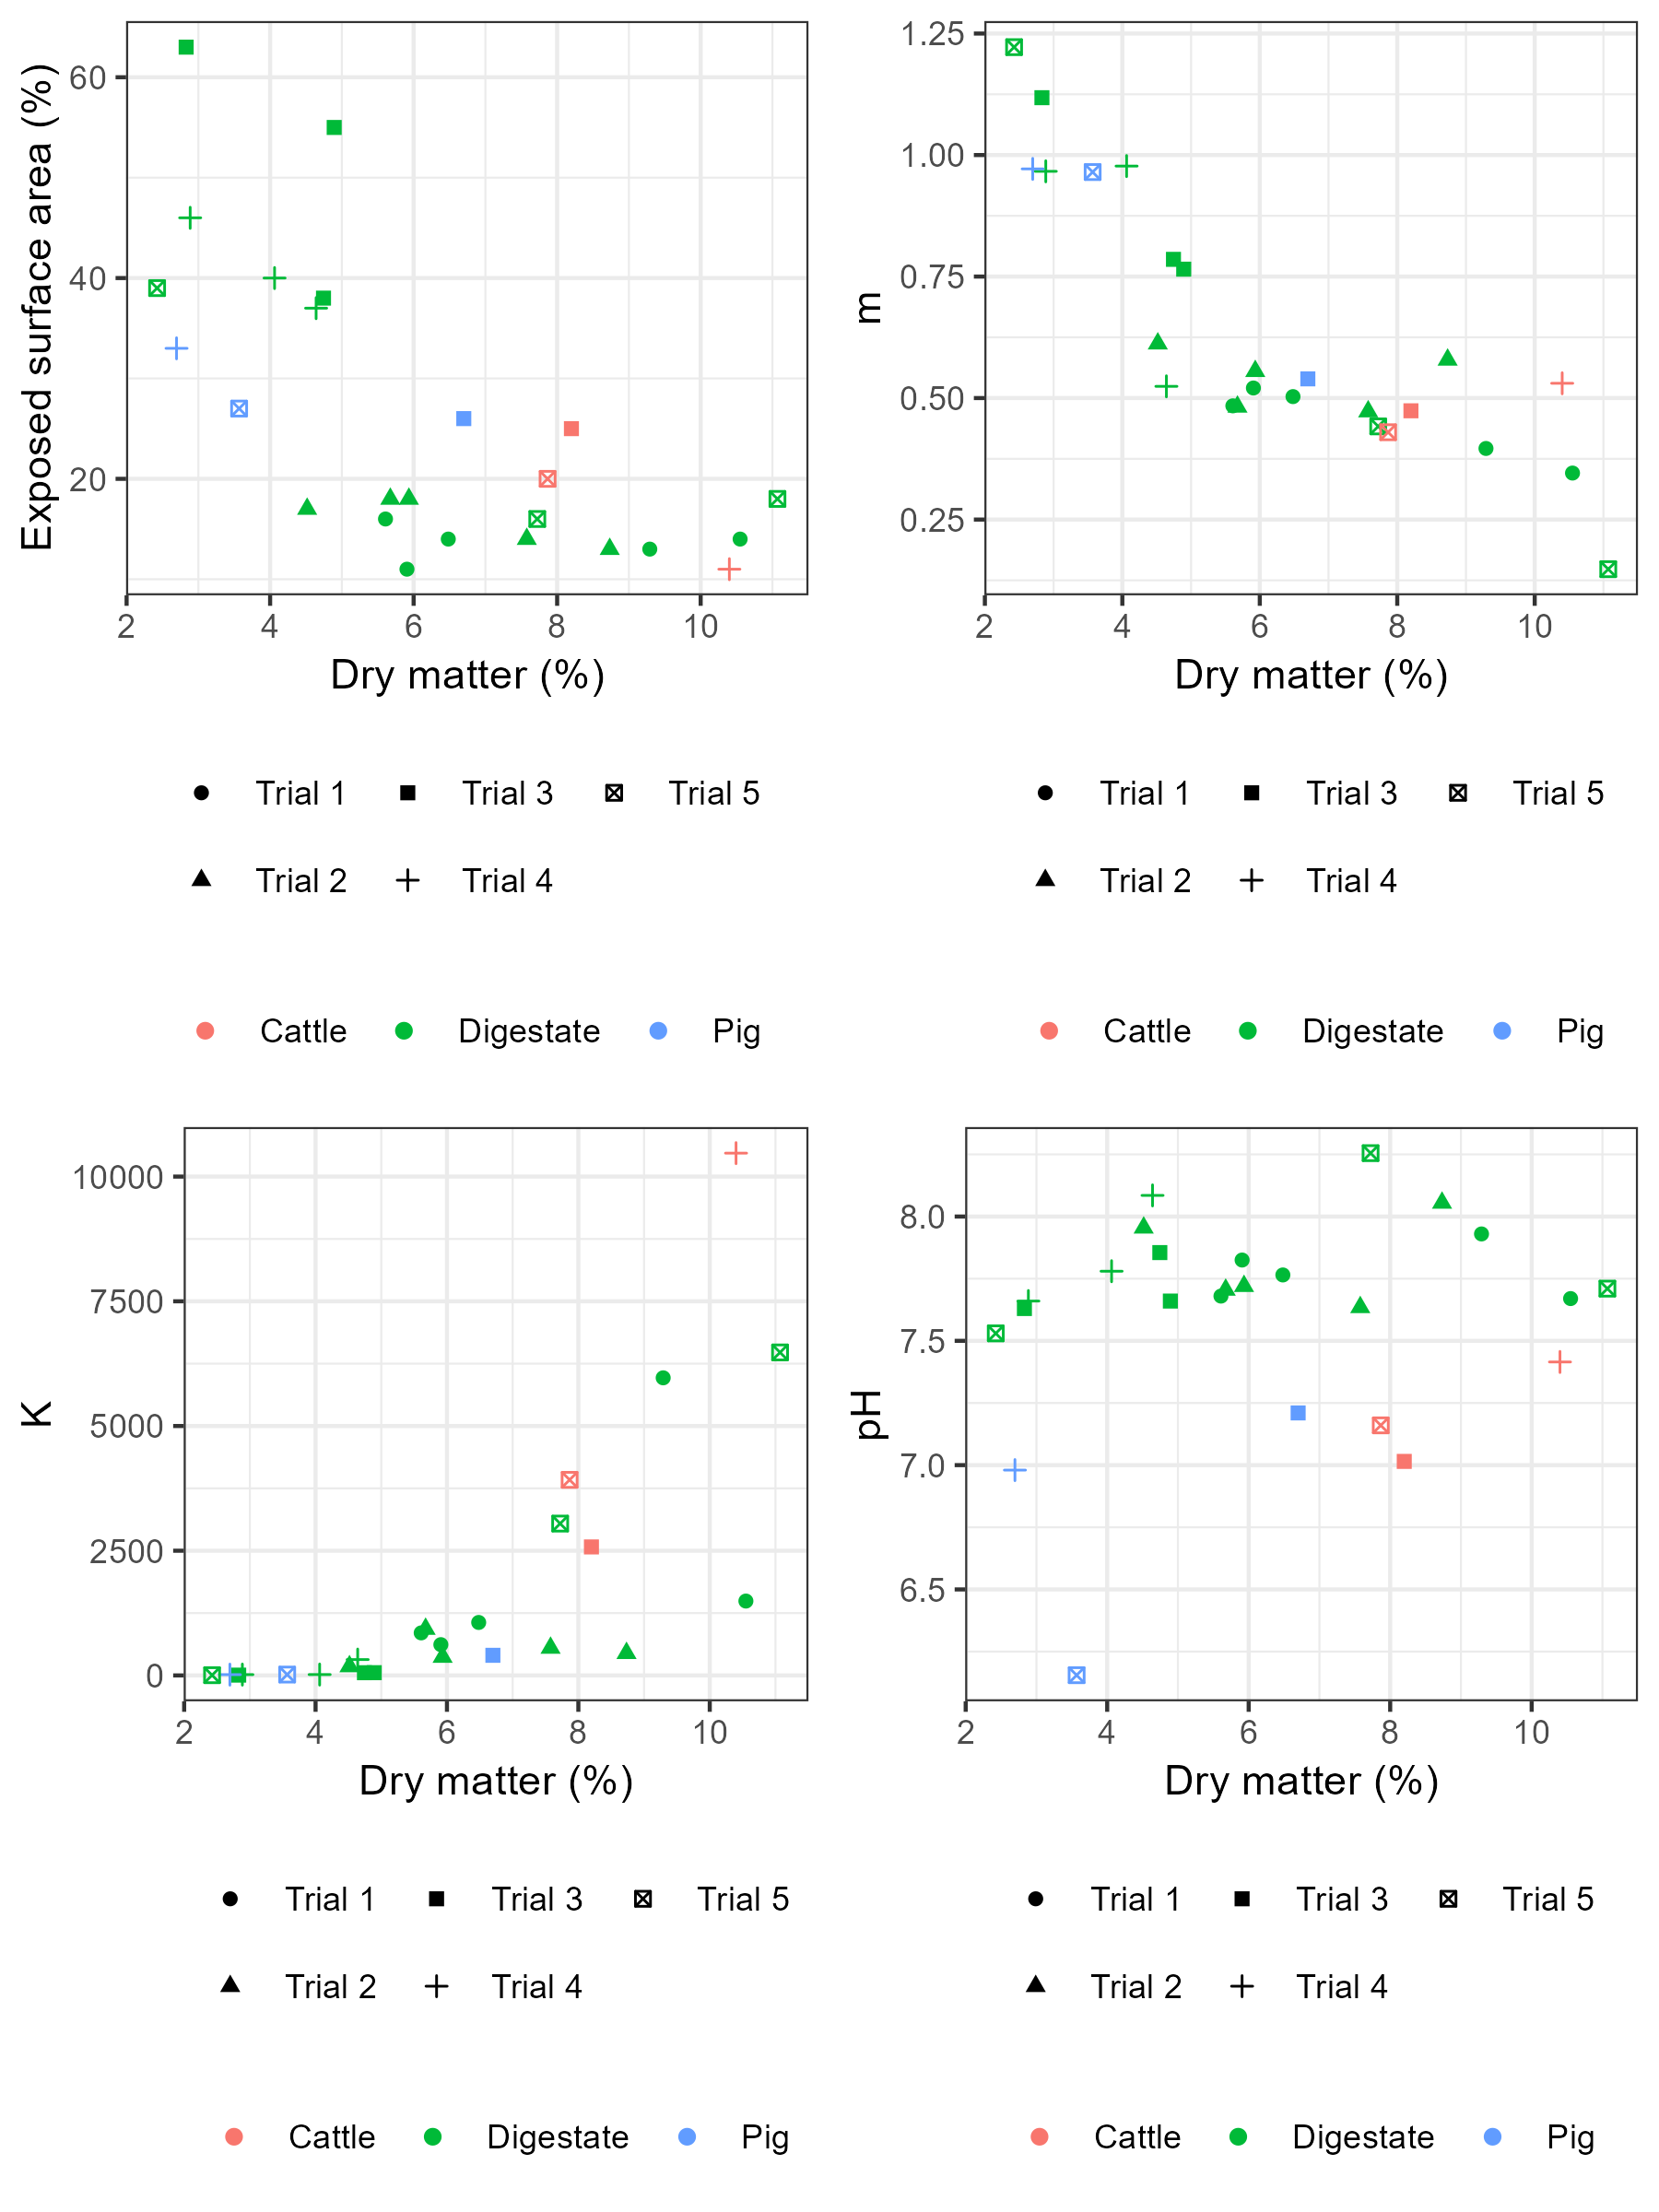 Exposed surface area (%)
60
40
20
2 4 6 8 10
Dry matter (%)
Trial 1 Trial 3 Trial 5
Trial 2 Trial 4
Cattle Digestate Pig
m
1.25
1.00
0.75
0.50
0.25
2 4 6 8 10
Dry matter (%)
Trial 1 Trial 3 Trial 5
Trial 2 Trial 4
Cattle Digestate Pig
K
10000
7500
5000
2500
0
2 4 6 8 10
Dry matter (%)
Trial 1 Trial 3 Trial 5
Trial 2 Trial 4
Cattle Digestate Pig
pH
8.0
7.5
7.0
6.5
2 4 6 8 10
Dry matter (%)
Trial 1 Trial 3 Trial 5
Trial 2 Trial 4
Cattle Digestate Pig